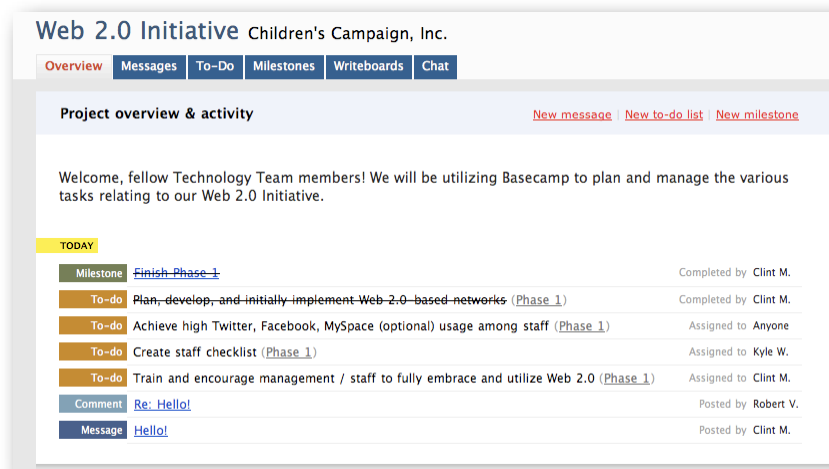 Web 2.0 Initiative Children's Campaign, Inc.
Overview Messages To-Do Milestones Writeboards Chat
Project overview & activity New message | New to-do list | New milestone
Welcome, fellow Technology Team members! We will be utilizing Basecamp to plan and manage the various
tasks relating to our Web 2.0 Initiative.
TODAY
Milestone Finish Phase 1 Completed by Clint M.
To-do Plan, develop, and initially implement Web 2.0-based networks (Phase 1) Completed by Clint M.
To-do Achieve high Twitter, Facebook, MySpace (optional) usage among staff (Phase 1) Assigned to Anyone
To-do Create staff checklist (Phase 1) Assigned to Kyle W.
To-do Train and encourage management / staff to fully embrace and utilize Web 2.0 (Phase 1) Assigned to Clint M.
Comment Re: Hello! Posted by Robert V.
Message Hello! Posted by Clint M.